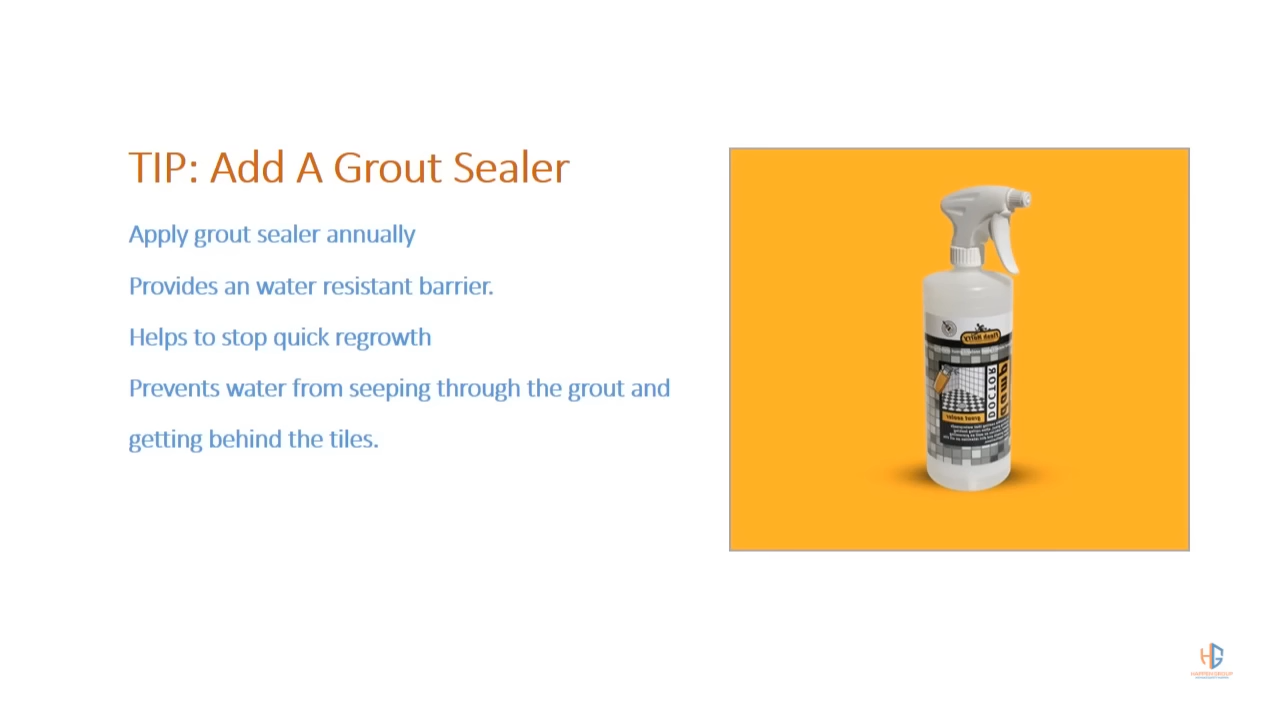 TIP: Add A Grout Sealer
Apply grout sealer annually
Provides an water resistant barrier.
Helps to stop quick regrowth
Prevents water from seeping through the grout and
getting behind the tiles.
DOCTOR